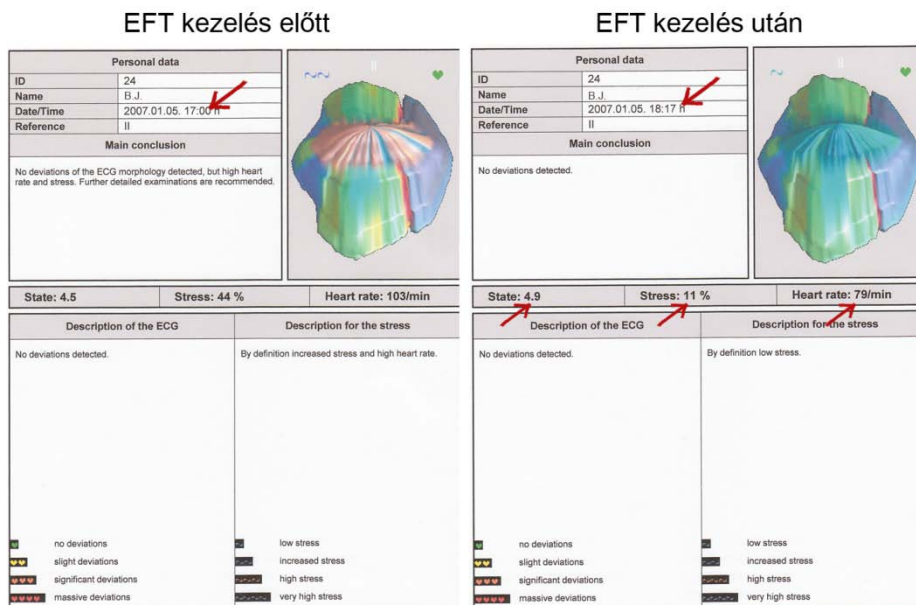 EFT kezelés előtt
Personal data
ID 24
Name B.J.
Date/Time 2007.01.05. 17:00 h
Reference II
Main conclusion
No deviations of the ECG morphology detected, but high heart
rate and stress. Further detailed examinations are recommended.
II
State: 4.5 Stress: 44 % Heart rate: 103/min
Description of the ECG Description for the stress
No deviations detected. By definition increased stress and high heart rate.
no deviations low stress
slight deviations increased stress
significant deviations high stress
massive deviations very high stress
EFT kezelés után
Personal data
ID 24
Name B.J.
Date/Time 2007.01.05. 18:17 h
Reference II
Main conclusion
No deviations detected.
II
State: 4.9 Stress: 11 % Heart rate: 79/min
Description of the ECG Description for the stress
No deviations detected. By definition low stress.
no deviations low stress
slight deviations increased stress
significant deviations high stress
massive deviations very high stress